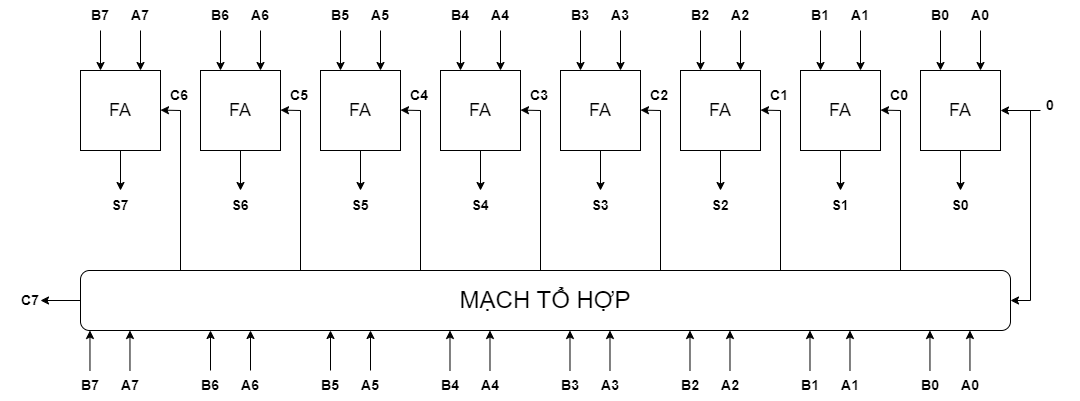 B7 A7 B6 A6 B5 A5 B4 A4 B3 A3 B2 A2 B1 A1 B0 A0
FA C6 FA C5 FA C4 FA C3 FA C2 FA C1 FA C0 FA 0
S7 S6 S5 S4 S3 S2 S1 S0
C7 MẠCH TỔ HỢP
B7 A7 B6 A6 B5 A5 B4 A4 B3 A3 B2 A2 B1 A1 B0 A0